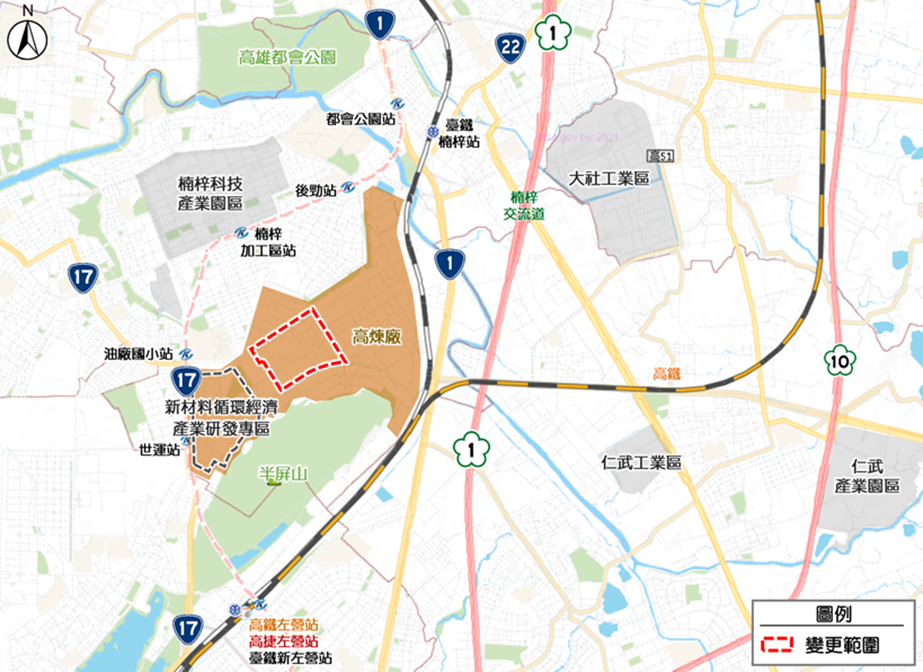 N
1
22
1
高雄都會公園
都會公園站
臺鐵
楠梓站
高51
大社工業區
楠梓科技
產業園區
後勁站
楠梓
交流道
楠梓
加工區站
17
1
高煉廠
油廠國小站
10
17
高鐵
新材料循環經濟
產業研發專區
世運站
1
半屏山
仁武工業區
仁武
產業園區
17
高鐵左營站
高捷左營站
臺鐵新左營站
圖例
變更範圍